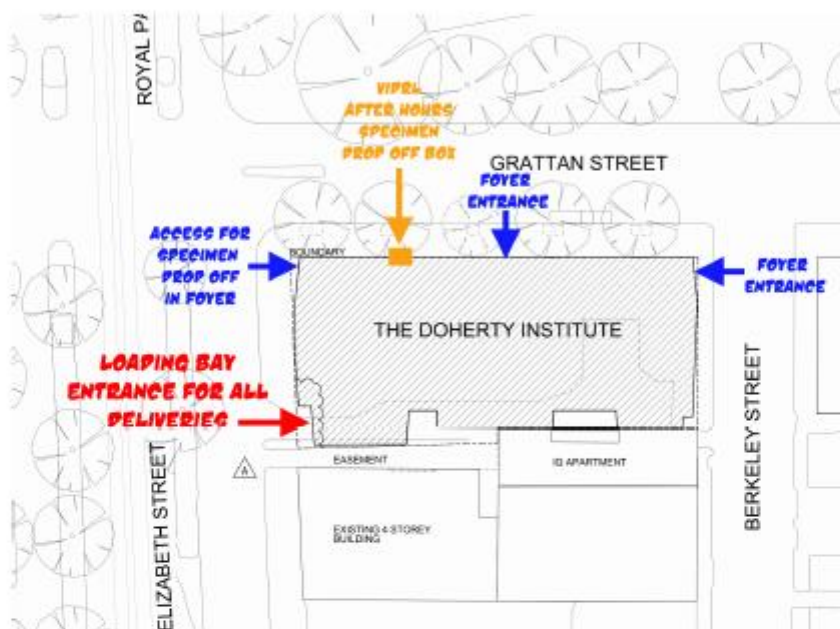 ROYAL PA
VIDRL
AFTER HOURS
SPECIMEN
DROP OFF BOX
GRATTAN STREET
FOYER
ENTRANCE
ACCESS FOR
SPECIMEN
DROP OFF
IN FOYER
BOUNDARY
FOYER
ENTRANCE
THE DOHERTY INSTITUTE
LOADING BAY
ENTRANCE FOR ALL
DELIVERIES
BERKELEY STREET
ELIZABETH STREET
A
EASEMENT
IQ APARTMENT
EXISTING 4 STOREY
BUILDING